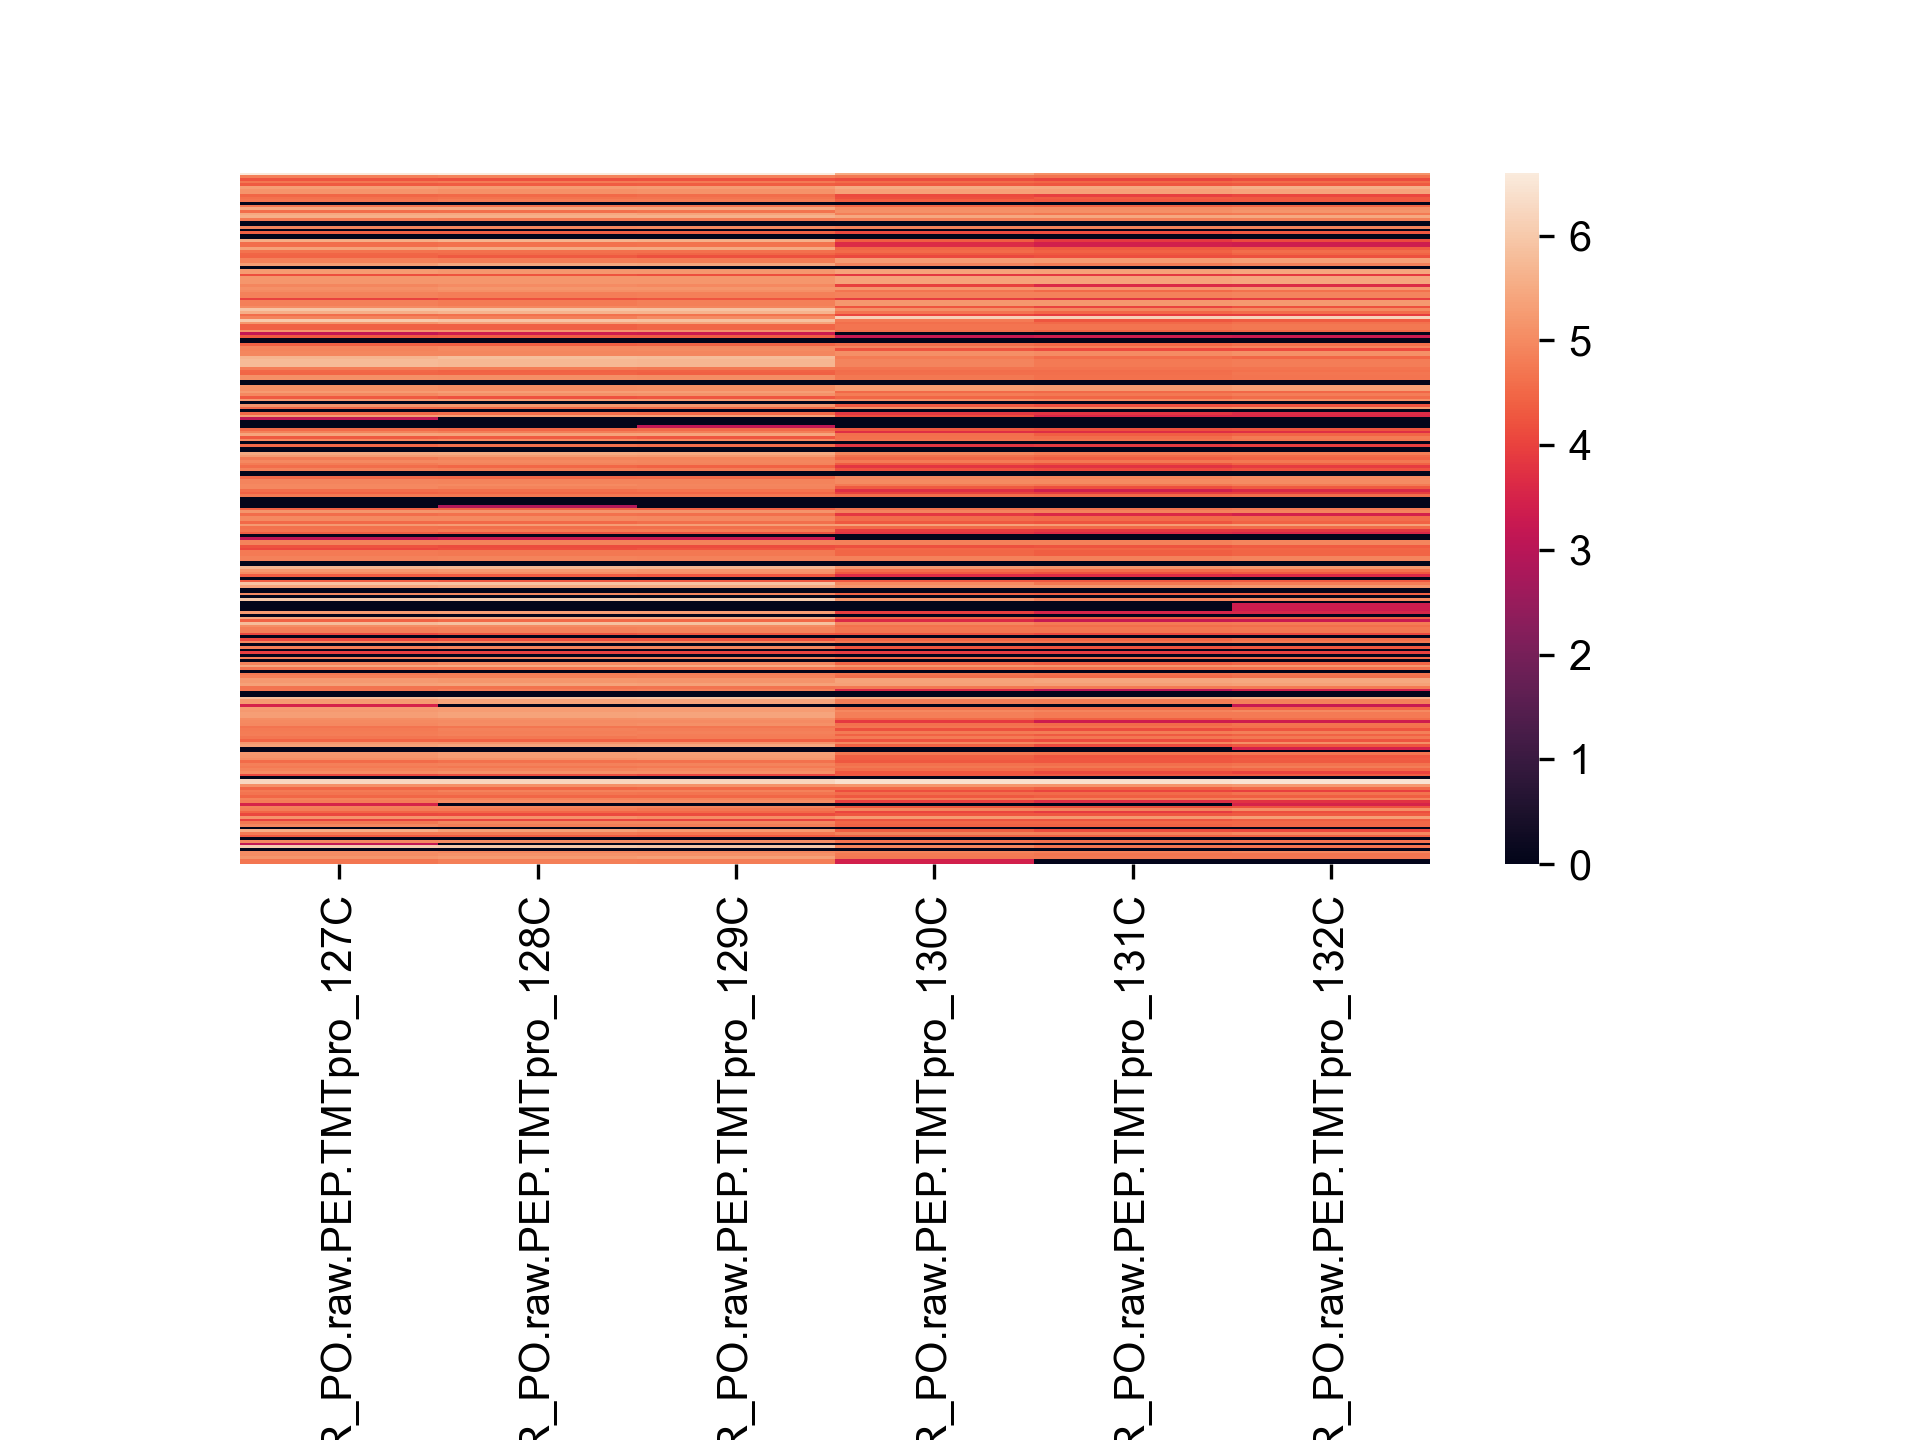 6
5
4
3
2
1
0
R_PO.raw.PEP.TMTpro_127C
R_PO.raw.PEP.TMTpro_128C
R_PO.raw.PEP.TMTpro_129C
R_PO.raw.PEP.TMTpro_130C
R_PO.raw.PEP.TMTpro_131C
R_PO.raw.PEP.TMTpro_132C